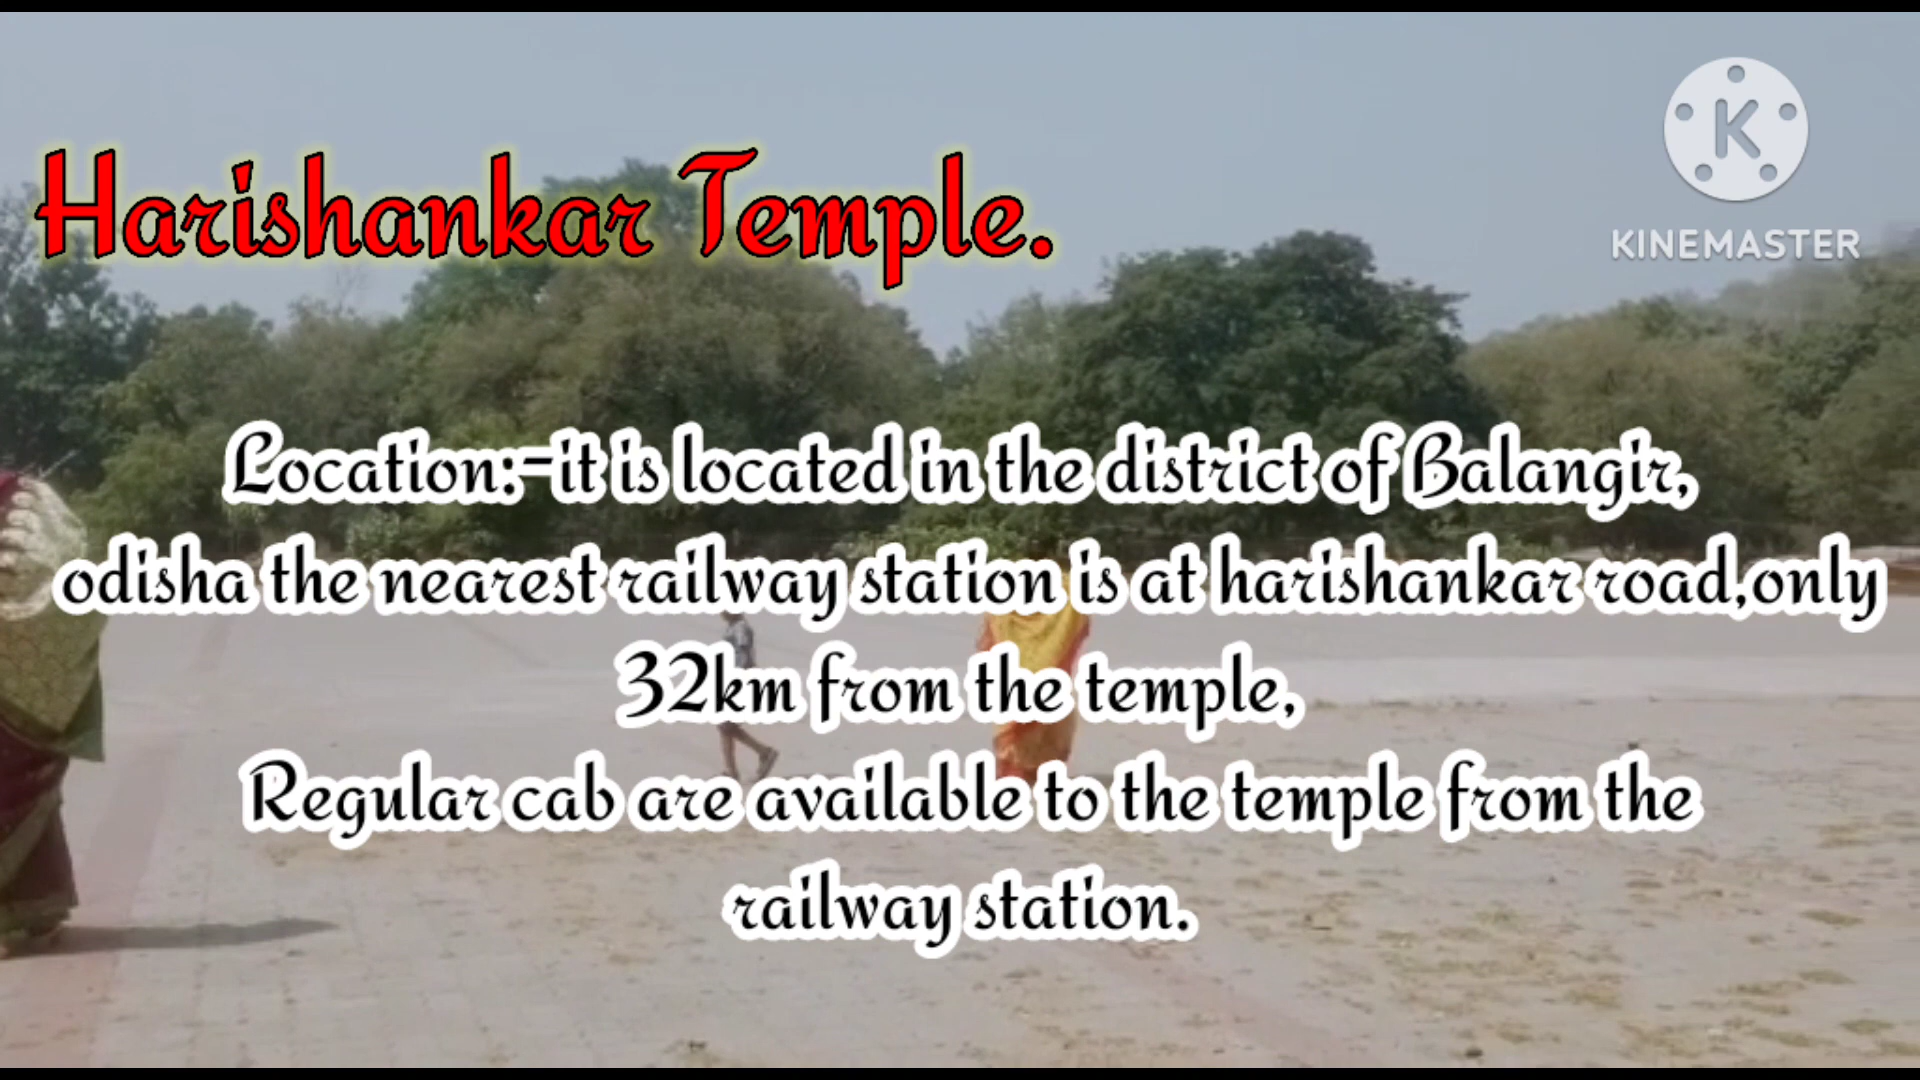 Harishankar Temple.
K
KINEMASTER
Location:-it is located in the district of Balangir,
odisha the nearest railway station is at harishankar road,only
32km from the temple,
Regular cab are available to the temple from the
railway station.